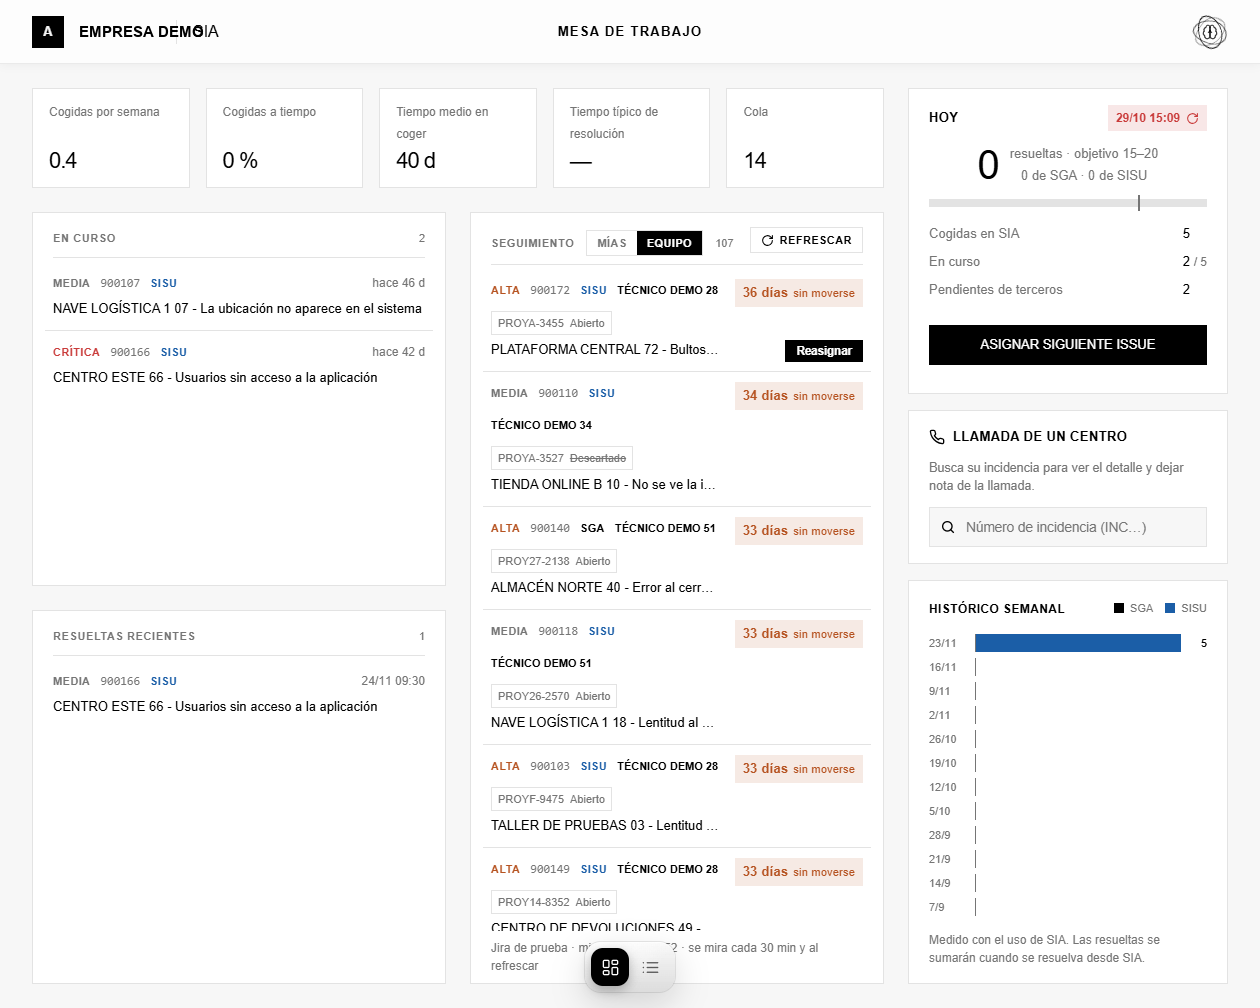 A EMPRESA DEMO SIA
MESA DE TRABAJO
Cogidas por semana
0.4
Cogidas a tiempo
0 %
Tiempo medio en
coger
40 d
Tiempo típico de
resolución
—
Cola
14
EN CURSO 2
MEDIA 900107 SISU hace 46 d
NAVE LOGÍSTICA 1 07 - La ubicación no aparece en el sistema
CRÍTICA 900166 SISU hace 42 d
CENTRO ESTE 66 - Usuarios sin acceso a la aplicación
RESUELTAS RECIENTES 1
MEDIA 900166 SISU 24/11 09:30
CENTRO ESTE 66 - Usuarios sin acceso a la aplicación
SEGUIMIENTO MÍAS EQUIPO 107 REFRESCAR
ALTA 900172 SISU TÉCNICO DEMO 28 36 días sin moverse
PROYA-3455 Abierto
PLATAFORMA CENTRAL 72 - Bultos… Reasignar
MEDIA 900110 SISU 34 días sin moverse
TÉCNICO DEMO 34
PROYA-3527 Descartado
TIENDA ONLINE B 10 - No se ve la i…
ALTA 900140 SGA TÉCNICO DEMO 51 33 días sin moverse
PROY27-2138 Abierto
ALMACÉN NORTE 40 - Error al cerr…
MEDIA 900118 SISU 33 días sin moverse
TÉCNICO DEMO 51
PROY26-2570 Abierto
NAVE LOGÍSTICA 1 18 - Lentitud al …
ALTA 900103 SISU TÉCNICO DEMO 28 33 días sin moverse
PROYF-9475 Abierto
TALLER DE PRUEBAS 03 - Lentitud …
ALTA 900149 SISU TÉCNICO DEMO 28 33 días sin moverse
PROY14-8352 Abierto
CENTRO DE DEVOLUCIONES 49 -
Jira de prueba · se mira cada 30 min y al
refrescar
HOY 29/10 15:09
0 resueltas · objetivo 15–20
0 de SGA · 0 de SISU
Cogidas en SIA 5
En curso 2 / 5
Pendientes de terceros 2
ASIGNAR SIGUIENTE ISSUE
LLAMADA DE UN CENTRO
Busca su incidencia para ver el detalle y dejar
nota de la llamada.
Número de incidencia (INC…)
HISTÓRICO SEMANAL SGA SISU
23/11 5
16/11
9/11
2/11
26/10
19/10
12/10
5/10
28/9
21/9
14/9
7/9
Medido con el uso de SIA. Las resueltas se
sumarán cuando se resuelva desde SIA.